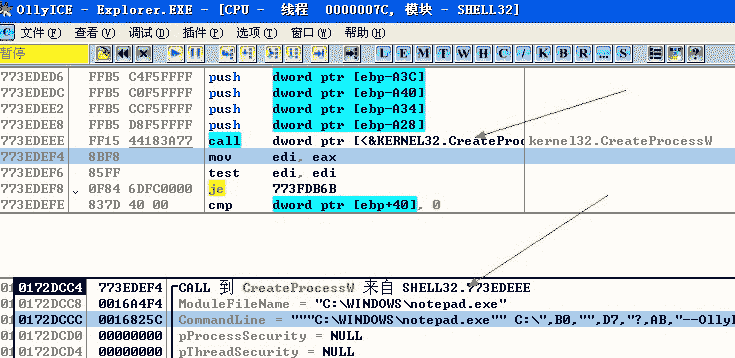 OllyICE - Explorer.EXE - [CPU - 线程 0000007C, 模块 - SHELL32]
C 文件(F) 查看(V) 调试(D) 插件(P) 选项(T) 窗口(W) 帮助(H)
暂停 L E M T W H C / K B R ... S ?
773EDED6 FFB5 C4F5FFFF push dword ptr [ebp-A3C]
773EDEDC FFB5 C0F5FFFF push dword ptr [ebp-A40]
773EDEE2 FFB5 CCF5FFFF push dword ptr [ebp-A34]
773EDEE8 FFB5 D8F5FFFF push dword ptr [ebp-A28]
773EDEEE FF15 44183A77 call dword ptr [<&KERNEL32.CreateProc kernel32.CreateProcessW
773EDEF4 8BF8 mov edi, eax
773EDEF6 85FF test edi, edi
773EDEF8 0F84 6DFC0000 je 773FDB6B
773EDEFE 837D 40 00 cmp dword ptr [ebp+40], 0
01 0172DCC4 773EDEF4 CALL 到 CreateProcessW 来自 SHELL32.773EDEEE
01 0172DCC8 0016A4F4 ModuleFileName = "C:\WINDOWS\notepad.exe"
01 0172DCCC 0016825C CommandLine = """C:\WINDOWS\notepad.exe"" C:\",B0,"",D7,"?,AB,"--OllyI
01 0172DCD0 00000000 pProcessSecurity = NULL
01 0172DCD4 00000000 pThreadSecurity = NULL